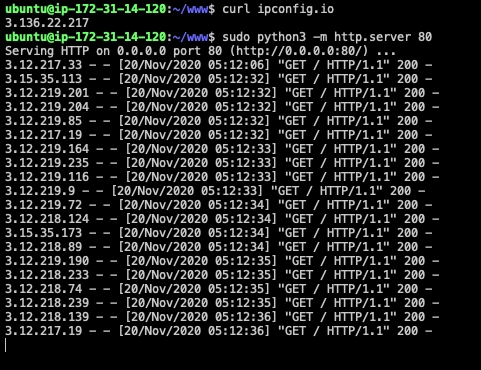 ubuntu@ip-172-31-14-120:~/www$ curl ipconfig.io
3.136.22.217
ubuntu@ip-172-31-14-120:~/www$ sudo python3 -m http.server 80
Serving HTTP on 0.0.0.0 port 80 (http://0.0.0.0:80/) ...
3.12.217.33 - - [20/Nov/2020 05:12:06] "GET / HTTP/1.1" 200 -
3.15.35.113 - - [20/Nov/2020 05:12:32] "GET / HTTP/1.1" 200 -
3.12.219.201 - - [20/Nov/2020 05:12:32] "GET / HTTP/1.1" 200 -
3.12.219.204 - - [20/Nov/2020 05:12:32] "GET / HTTP/1.1" 200 -
3.12.219.85 - - [20/Nov/2020 05:12:32] "GET / HTTP/1.1" 200 -
3.12.217.19 - - [20/Nov/2020 05:12:32] "GET / HTTP/1.1" 200 -
3.12.219.164 - - [20/Nov/2020 05:12:33] "GET / HTTP/1.1" 200 -
3.12.219.235 - - [20/Nov/2020 05:12:33] "GET / HTTP/1.1" 200 -
3.12.219.116 - - [20/Nov/2020 05:12:33] "GET / HTTP/1.1" 200 -
3.12.219.9 - - [20/Nov/2020 05:12:33] "GET / HTTP/1.1" 200 -
3.12.219.72 - - [20/Nov/2020 05:12:34] "GET / HTTP/1.1" 200 -
3.12.218.124 - - [20/Nov/2020 05:12:34] "GET / HTTP/1.1" 200 -
3.15.35.173 - - [20/Nov/2020 05:12:34] "GET / HTTP/1.1" 200 -
3.12.218.89 - - [20/Nov/2020 05:12:34] "GET / HTTP/1.1" 200 -
3.12.219.190 - - [20/Nov/2020 05:12:35] "GET / HTTP/1.1" 200 -
3.12.218.233 - - [20/Nov/2020 05:12:35] "GET / HTTP/1.1" 200 -
3.12.218.74 - - [20/Nov/2020 05:12:35] "GET / HTTP/1.1" 200 -
3.12.218.239 - - [20/Nov/2020 05:12:35] "GET / HTTP/1.1" 200 -
3.12.218.139 - - [20/Nov/2020 05:12:36] "GET / HTTP/1.1" 200 -
3.12.217.19 - - [20/Nov/2020 05:12:36] "GET / HTTP/1.1" 200 -